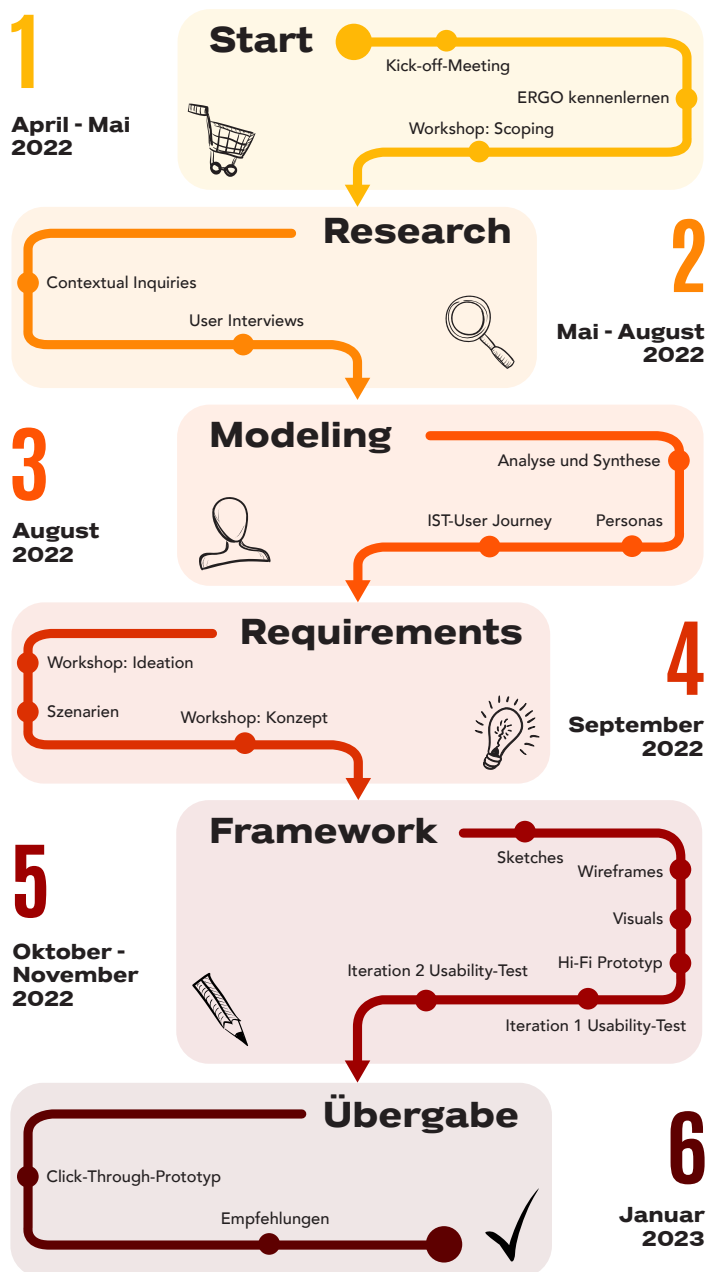 1
April - Mai
2022
Start
Kick-off-Meeting
ERGO kennenlernen
Workshop: Scoping
2
Mai - August
2022
Research
Contextual Inquiries
User Interviews
3
August
2022
Modeling
Analyse und Synthese
Personas
IST-User Journey
4
September
2022
Requirements
Workshop: Ideation
Szenarien
Workshop: Konzept
5
Oktober -
November
2022
Framework
Sketches
Wireframes
Visuals
Hi-Fi Prototyp
Iteration 1 Usability-Test
Iteration 2 Usability-Test
6
Januar
2023
Übergabe
Click-Through-Prototyp
Empfehlungen